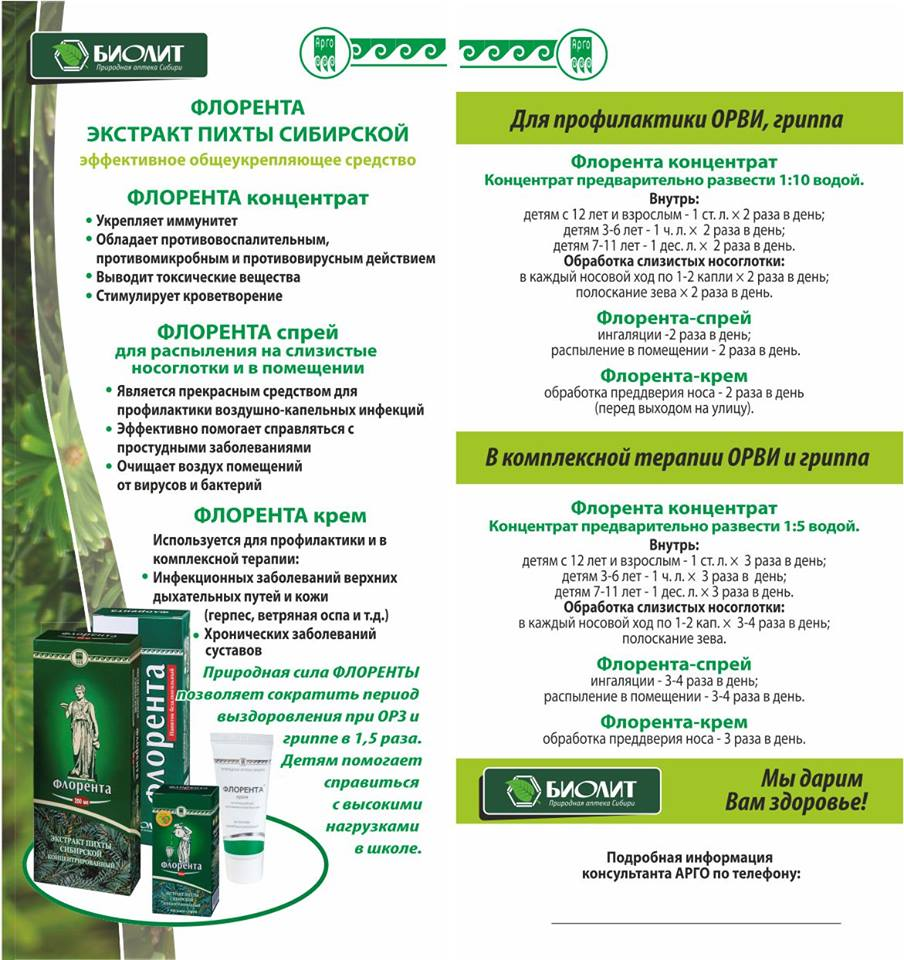 БИОЛИТ
Природная аптека Сибири
Арго
ФЛОРЕНТА
ЭКСТРАКТ ПИХТЫ СИБИРСКОЙ
эффективное общеукрепляющее средство
ФЛОРЕНТА концентрат
• Укрепляет иммунитет
• Обладает противовоспалительным,
противомикробным и противовирусным действием
• Выводит токсические вещества
• Стимулирует кроветворение
ФЛОРЕНТА спрей
для распыления на слизистые
носоглотки и в помещении
• Является прекрасным средством для
профилактики воздушно-капельных инфекций
• Эффективно помогает справляться с
простудными заболеваниями
• Очищает воздух помещений
от вирусов и бактерий
ФЛОРЕНТА крем
Используется для профилактики и в
комплексной терапии:
• Инфекционных заболеваний верхних
дыхательных путей и кожи
(герпес, ветряная оспа и т.д.)
• Хронических заболеваний
суставов
Природная сила ФЛОРЕНТЫ
позволяет сократить период
выздоровления при ОРЗ и
гриппе в 1,5 раза.
Детям помогает
справиться
с высокими
нагрузками
в школе.
Флорента
Флорента
200 мл
ЭКСТРАКТ ПИХТЫ
СИБИРСКОЙ
КОНЦЕНТРИРОВАННЫЙ
Флорента
Напиток безалкогольный
Флорента
ЭКСТРАКТ ПИХТЫ
СИБИРСКОЙ
ФЛОРЕНТА
крем
Арго
Для профилактики ОРВИ, гриппа
Флорента концентрат
Концентрат предварительно развести 1:10 водой.
Внутрь:
детям с 12 лет и взрослым - 1 ст. л. × 2 раза в день;
детям 3-6 лет - 1 ч. л. × 2 раза в день;
детям 7-11 лет - 1 дес. л. × 2 раза в день.
Обработка слизистых носоглотки:
в каждый носовой ход по 1-2 капли × 2 раза в день;
полоскание зева × 2 раза в день.
Флорента-спрей
ингаляции -2 раза в день;
распыление в помещении - 2 раза в день.
Флорента-крем
обработка преддверия носа - 2 раза в день
(перед выходом на улицу).
В комплексной терапии ОРВИ и гриппа
Флорента концентрат
Концентрат предварительно развести 1:5 водой.
Внутрь:
детям с 12 лет и взрослым - 1 ст. л. × 3 раза в день;
детям 3-6 лет - 1 ч. л. × 3 раза в день;
детям 7-11 лет - 1 дес. л. × 3 раза в день.
Обработка слизистых носоглотки:
в каждый носовой ход по 1-2 кап. × 3-4 раза в день;
полоскание зева.
Флорента-спрей
ингаляции - 3-4 раза в день;
распыление в помещении - 3-4 раза в день.
Флорента-крем
обработка преддверия носа - 3 раза в день.
БИОЛИТ
Природная аптека Сибири
Мы дарим
Вам здоровье!
Подробная информация
консультанта АРГО по телефону: